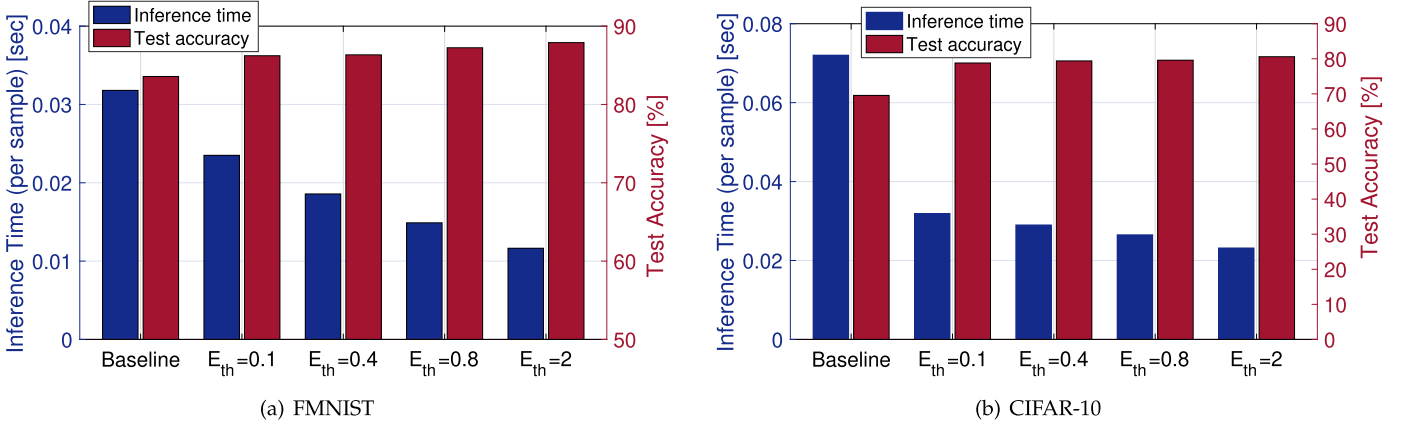 Inference time
Test accuracy
Inference Time (per sample) [sec]
0.04
0.03
0.02
0.01
0
90
80
70
60
50
Test Accuracy [%]
Baseline E_th=0.1 E_th=0.4 E_th=0.8 E_th=2
(a) FMNIST
Inference time
Test accuracy
Inference Time (per sample) [sec]
0.08
0.06
0.04
0.02
0
90
80
70
60
50
40
30
20
10
0
Test Accuracy [%]
Baseline E_th=0.1 E_th=0.4 E_th=0.8 E_th=2
(b) CIFAR-10